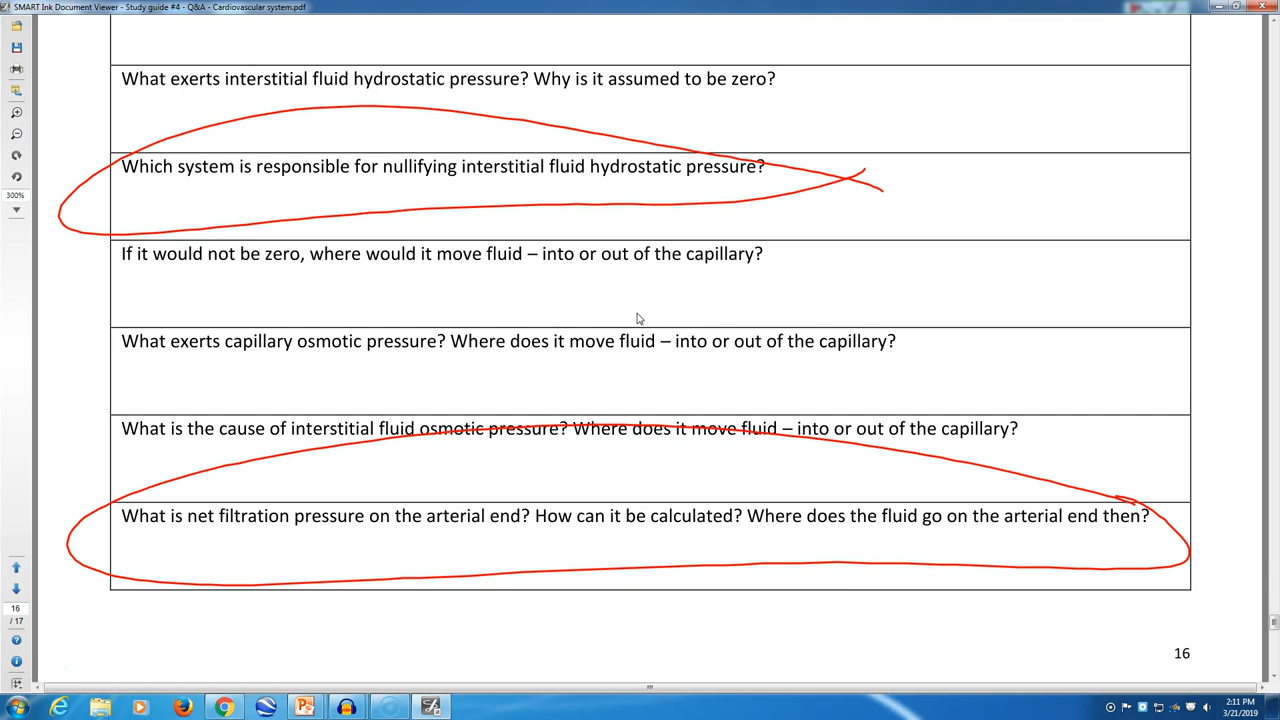 SMART Ink Document Viewer - Study guide #4 - Q&A - Cardiovascular system.pdf
What exerts interstitial fluid hydrostatic pressure? Why is it assumed to be zero?
Which system is responsible for nullifying interstitial fluid hydrostatic pressure?
300%
If it would not be zero, where would it move fluid – into or out of the capillary?
What exerts capillary osmotic pressure? Where does it move fluid – into or out of the capillary?
What is the cause of interstitial fluid osmotic pressure? Where does it move fluid – into or out of the capillary?
What is net filtration pressure on the arterial end? How can it be calculated? Where does the fluid go on the arterial end then?
16
/ 17
16
2:11 PM
3/21/2019